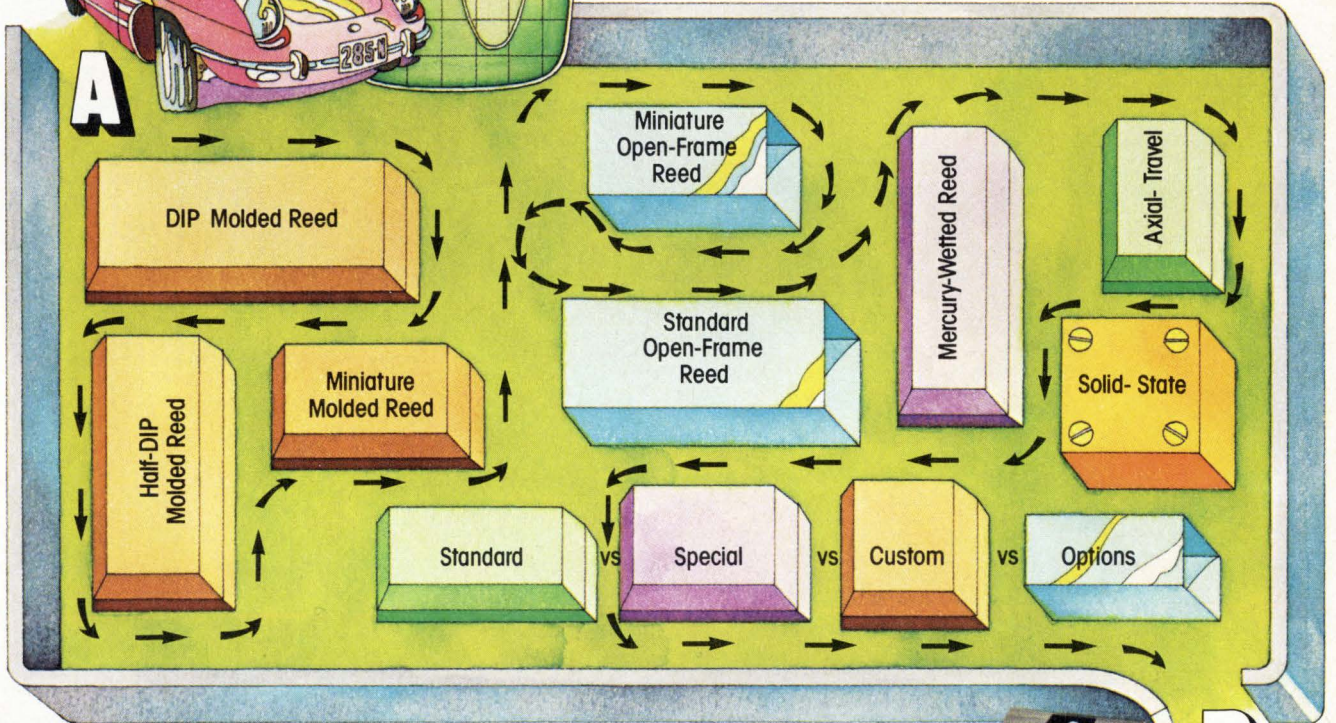 285-N
A
DIP Molded Reed
Miniature
Open-Frame
Reed
Mercury-Wetted Reed
Axial- Travel
Half-DIP
Molded Reed
Miniature
Molded Reed
Standard
Open-Frame
Reed
Solid- State
Standard vs Special vs Custom vs Options